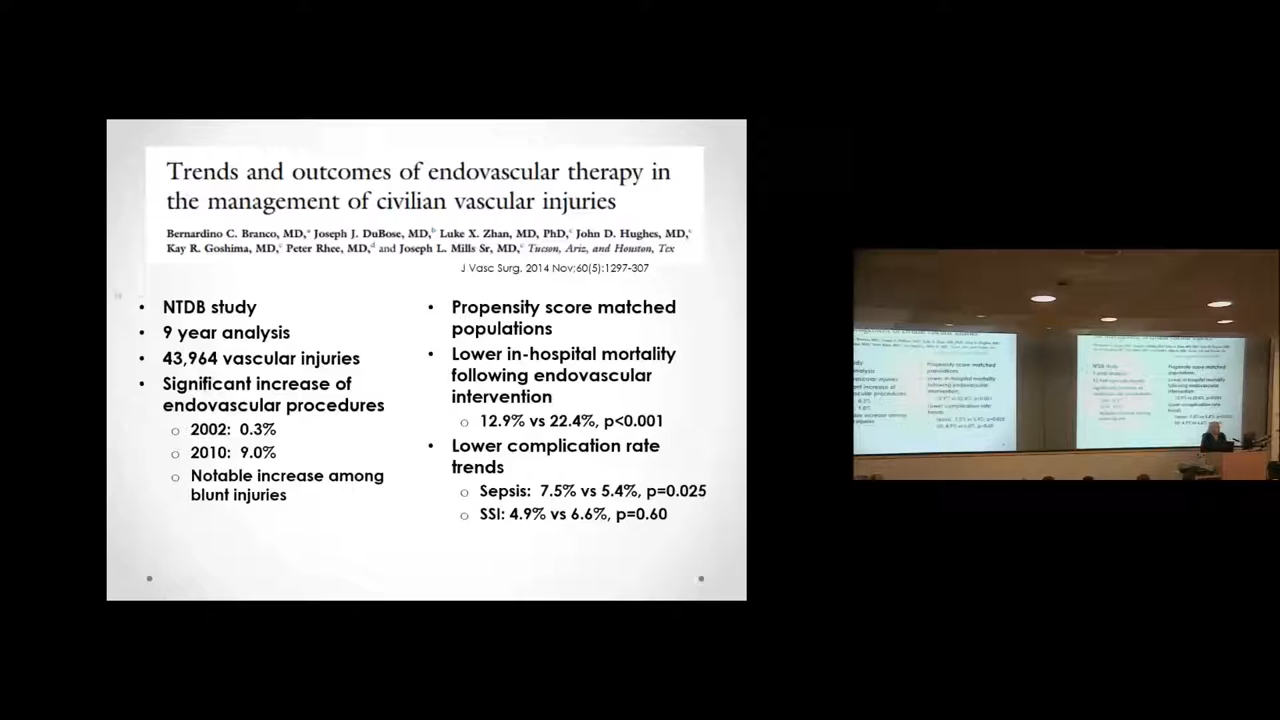 Trends and outcomes of endovascular therapy in
the management of civilian vascular injuries
Bernardino C. Branco, MD,ᵃ Joseph J. DuBose, MD,ᵇ Luke X. Zhan, MD, PhD,ᶜ John D. Hughes, MD,ᶜ
Kay R. Goshima, MD,ᶜ Peter Rhee, MD,ᵈ and Joseph L. Mills Sr, MD,ᶜ Tucson, Ariz, and Houston, Tex
J Vasc Surg. 2014 Nov;60(5):1297-307
• NTDB study
• 9 year analysis
• 43,964 vascular injuries
• Significant increase of
endovascular procedures
o 2002: 0.3%
o 2010: 9.0%
o Notable increase among
blunt injuries
• Propensity score matched
populations
• Lower in-hospital mortality
following endovascular
intervention
o 12.9% vs 22.4%, p<0.001
• Lower complication rate
trends
o Sepsis: 7.5% vs 5.4%, p=0.025
o SSI: 4.9% vs 6.6%, p=0.60